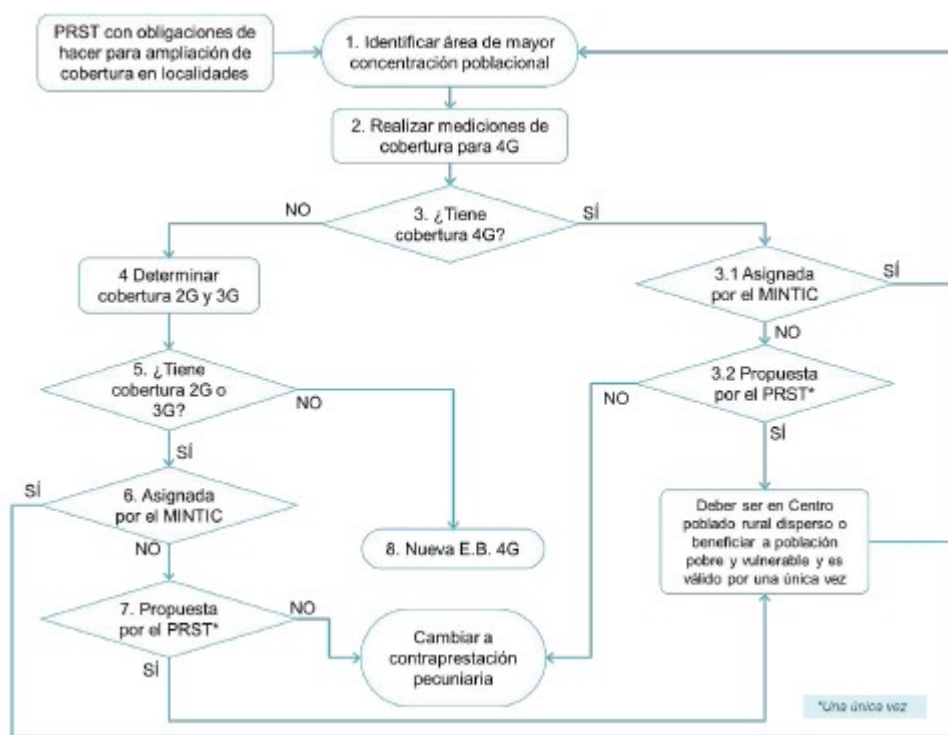 PRST con obligaciones de
hacer para ampliación de
cobertura en localidades
1. Identificar área de mayor
concentración poblacional
2. Realizar mediciones de
cobertura para 4G
NO
3. ¿Tiene
cobertura 4G?
SÍ
4 Determinar
cobertura 2G y 3G
3.1 Asignada
por el MINTIC
SÍ
NO
5. ¿Tiene
cobertura 2G o
3G?
NO
3.2 Propuesta
por el PRST*
NO
SÍ
SÍ
SÍ
6. Asignada
por el MINTIC
NO
8. Nueva E.B. 4G
Deber ser en Centro
poblado rural disperso o
beneficiar a población
pobre y vulnerable y es
válido por una única vez
7. Propuesta
por el PRST*
NO
SÍ
Cambiar a
contraprestación
pecuniaria
*Una única vez